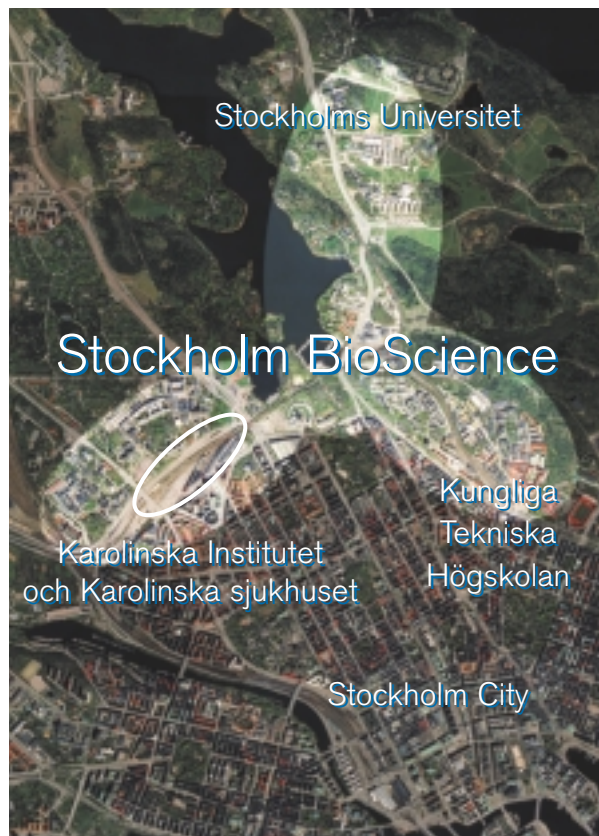 Stockholms Universitet
Stockholm BioScience
Kungliga
Tekniska
Högskolan
Karolinska Institutet
och Karolinska sjukhuset
Stockholm City